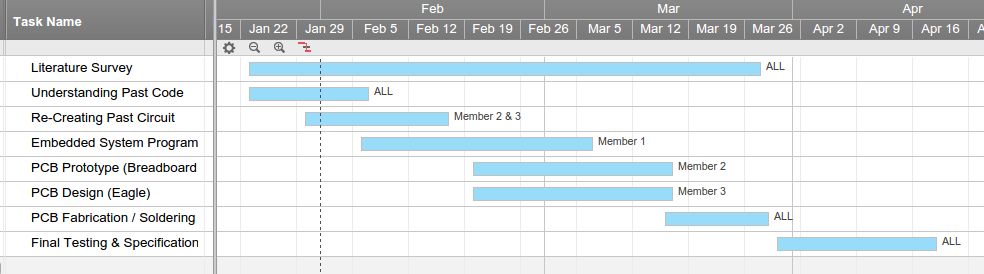 Feb Mar Apr
Task Name
15 Jan 22 Jan 29 Feb 5 Feb 12 Feb 19 Feb 26 Mar 5 Mar 12 Mar 19 Mar 26 Apr 2 Apr 9 Apr 16 A
Literature Survey ALL
Understanding Past Code ALL
Re-Creating Past Circuit Member 2 & 3
Embedded System Program Member 1
PCB Prototype (Breadboard Member 2
PCB Design (Eagle) Member 3
PCB Fabrication / Soldering ALL
Final Testing & Specification ALL